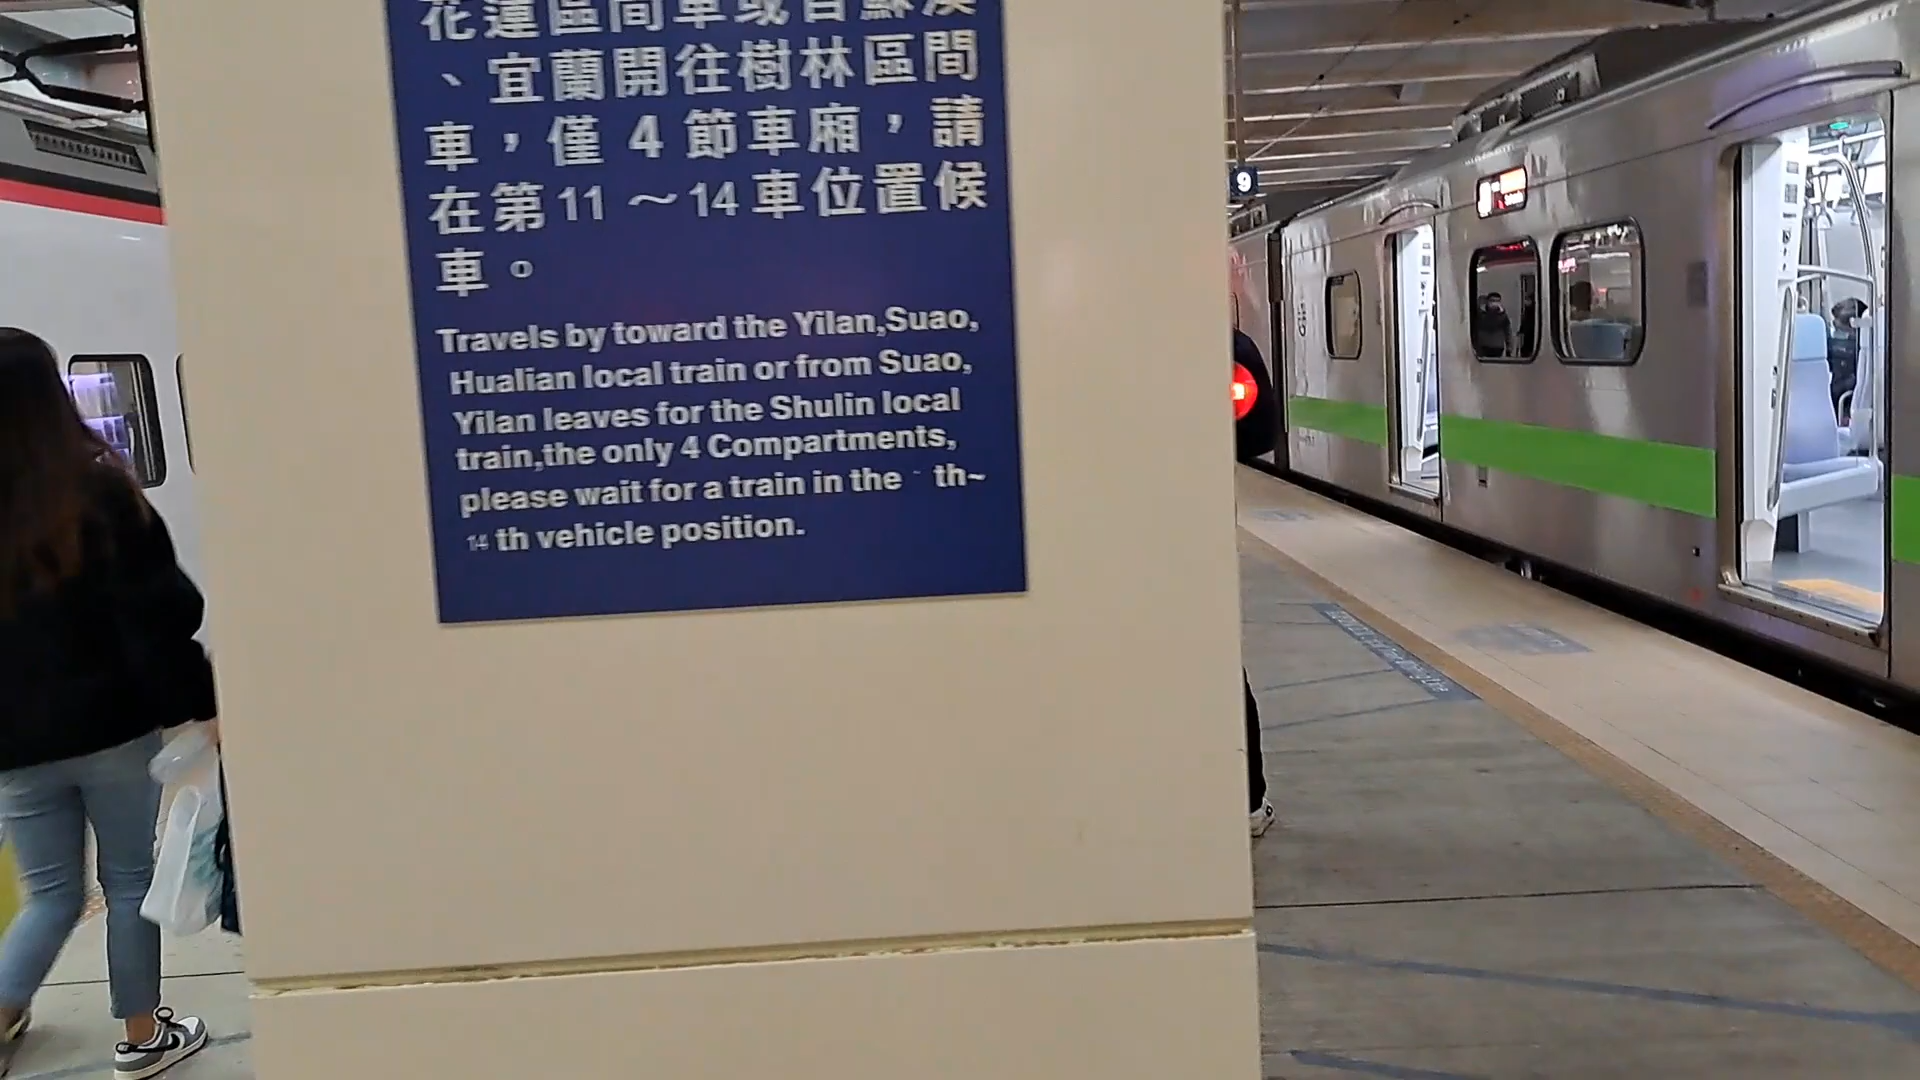 花蓮區間車或自蘇澳
、宜蘭開往樹林區間
車，僅 4 節車廂，請
在第11～14車位置候
車。
Travels by toward the Yilan,Suao,
Hualian local train or from Suao,
Yilan leaves for the Shulin local
train,the only 4 Compartments,
please wait for a train in the th~
14 th vehicle position.
9